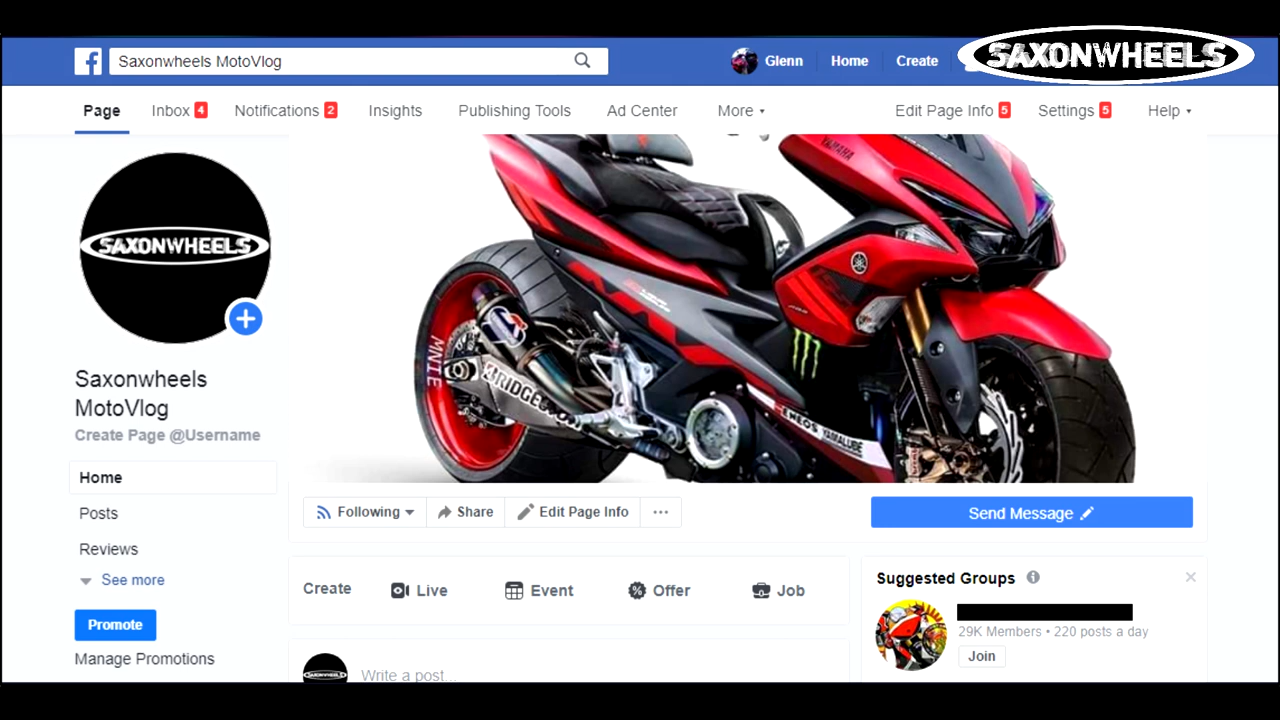 SAXONWHEELS
Saxonwheels MotoVlog
Glenn
Home
Create
Page
Inbox 4
Notifications 2
Insights
Publishing Tools
Ad Center
More
Edit Page Info 5
Settings 5
Help
SAXONWHEELS
YAMAHA
MNTE
BRIDGES
ENEOS YAMALUBE
Saxonwheels
MotoVlog
Create Page @Username
Home
Posts
Reviews
See more
Promote
Manage Promotions
Following
Share
Edit Page Info
...
Send Message
Create
Live
Event
Offer
Job
SAXONWHEELS
Write a post...
Suggested Groups
29K Members • 220 posts a day
Join